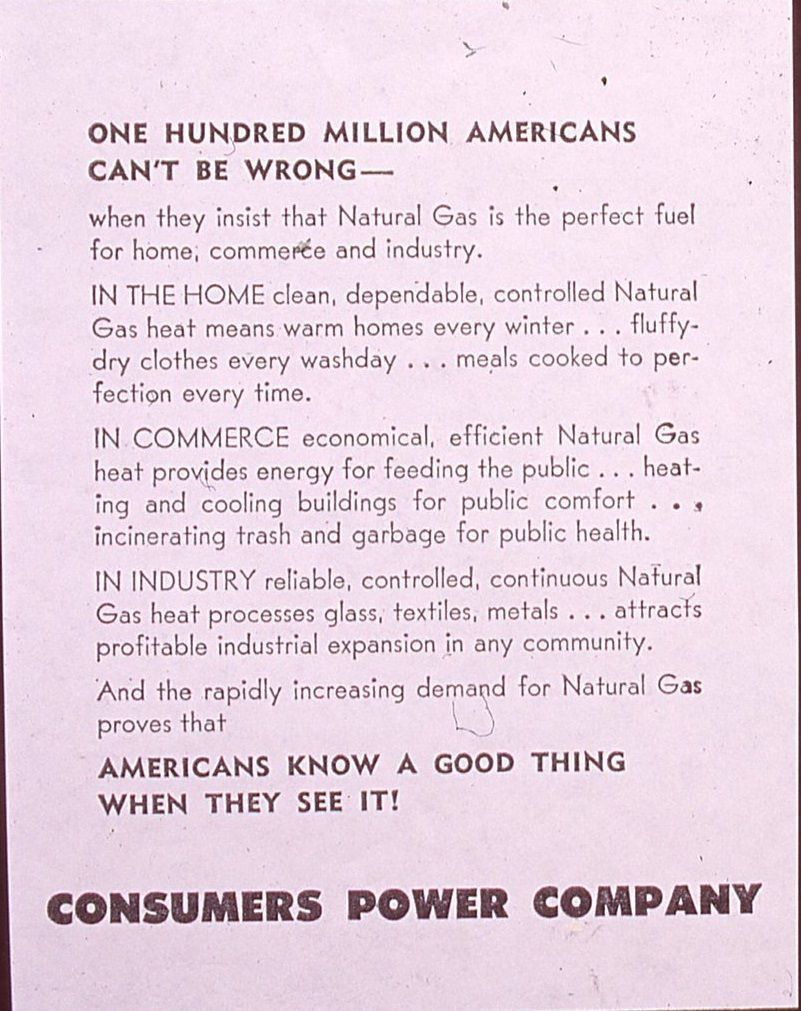 ONE HUNDRED MILLION AMERICANS
CAN'T BE WRONG—
when they insist that Natural Gas is the perfect fuel
for home, commerce and industry.
IN THE HOME clean, dependable, controlled Natural
Gas heat means warm homes every winter . . . fluffy-
dry clothes every washday . . . meals cooked to per-
fection every time.
IN COMMERCE economical, efficient Natural Gas
heat provides energy for feeding the public . . . heat-
ing and cooling buildings for public comfort . . .
incinerating trash and garbage for public health.
IN INDUSTRY reliable, controlled, continuous Natural
Gas heat processes glass, textiles, metals . . . attracts
profitable industrial expansion in any community.
And the rapidly increasing demand for Natural Gas
proves that
AMERICANS KNOW A GOOD THING
WHEN THEY SEE IT!
CONSUMERS POWER COMPANY